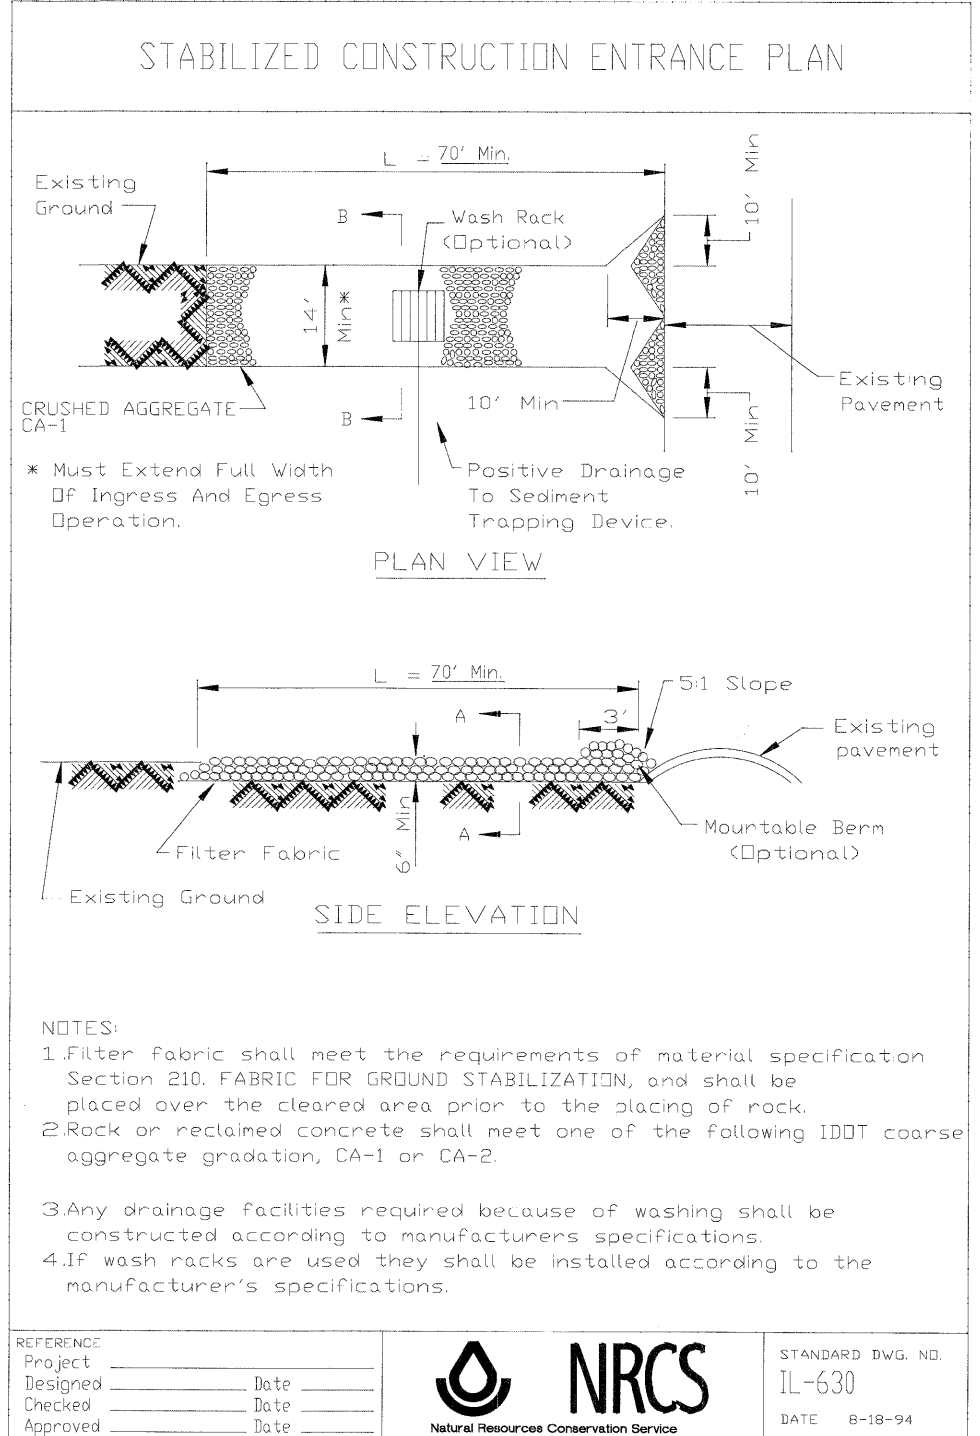 STABILIZED CONSTRUCTION ENTRANCE PLAN
L = 70' Min.
10' Min
Existing
Ground
B
Wash Rack
(Optional)
14'
Min*
Existing
Pavement
10' Min
CRUSHED AGGREGATE
CA-1
B
10' Min
* Must Extend Full Width
Of Ingress And Egress
Operation.
Positive Drainage
To Sediment
Trapping Device.
PLAN VIEW
L = 70' Min.
5:1 Slope
A
3'
Existing
pavement
6" Min
A
Mountable Berm
(Optional)
Filter Fabric
Existing Ground
SIDE ELEVATION
NOTES:
1.Filter fabric shall meet the requirements of material specification
Section 210. FABRIC FOR GROUND STABILIZATION, and shall be
placed over the cleared area prior to the placing of rock.
2.Rock or reclaimed concrete shall meet one of the following IDOT coarse
aggregate gradation, CA-1 or CA-2.
3.Any drainage facilities required because of washing shall be
constructed according to manufacturers specifications.
4.If wash racks are used they shall be installed according to the
manufacturer's specifications.
REFERENCE
Project
Designed Date
Checked Date
Approved Date
NRCS
Natural Resources Conservation Service
STANDARD DWG. NO.
IL-630
DATE 8-18-94